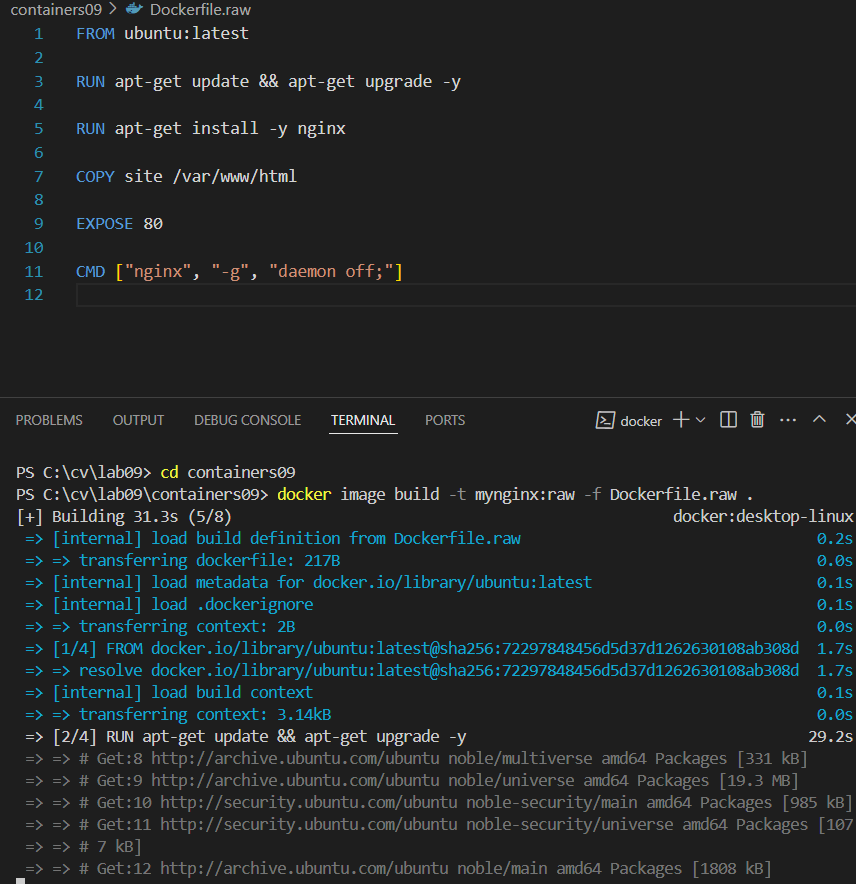 containers09 > Dockerfile.raw
1 FROM ubuntu:latest
2
3 RUN apt-get update && apt-get upgrade -y
4
5 RUN apt-get install -y nginx
6
7 COPY site /var/www/html
8
9 EXPOSE 80
10
11 CMD ["nginx", "-g", "daemon off;"]
12
PROBLEMS OUTPUT DEBUG CONSOLE TERMINAL PORTS docker
PS C:\cv\lab09> cd containers09
PS C:\cv\lab09\containers09> docker image build -t mynginx:raw -f Dockerfile.raw .
[+] Building 31.3s (5/8) docker:desktop-linux
=> [internal] load build definition from Dockerfile.raw 0.2s
=> => transferring dockerfile: 217B 0.0s
=> [internal] load metadata for docker.io/library/ubuntu:latest 0.1s
=> [internal] load .dockerignore 0.1s
=> => transferring context: 2B 0.0s
=> [1/4] FROM docker.io/library/ubuntu:latest@sha256:72297848456d5d37d1262630108ab308d 1.7s
=> => resolve docker.io/library/ubuntu:latest@sha256:72297848456d5d37d1262630108ab308d 1.7s
=> [internal] load build context 0.1s
=> => transferring context: 3.14kB 0.0s
=> [2/4] RUN apt-get update && apt-get upgrade -y 29.2s
=> => # Get:8 http://archive.ubuntu.com/ubuntu noble/multiverse amd64 Packages [331 kB]
=> => # Get:9 http://archive.ubuntu.com/ubuntu noble/universe amd64 Packages [19.3 MB]
=> => # Get:10 http://security.ubuntu.com/ubuntu noble-security/main amd64 Packages [985 kB]
=> => # Get:11 http://security.ubuntu.com/ubuntu noble-security/universe amd64 Packages [107
=> => # 7 kB]
=> => # Get:12 http://archive.ubuntu.com/ubuntu noble/main amd64 Packages [1808 kB]